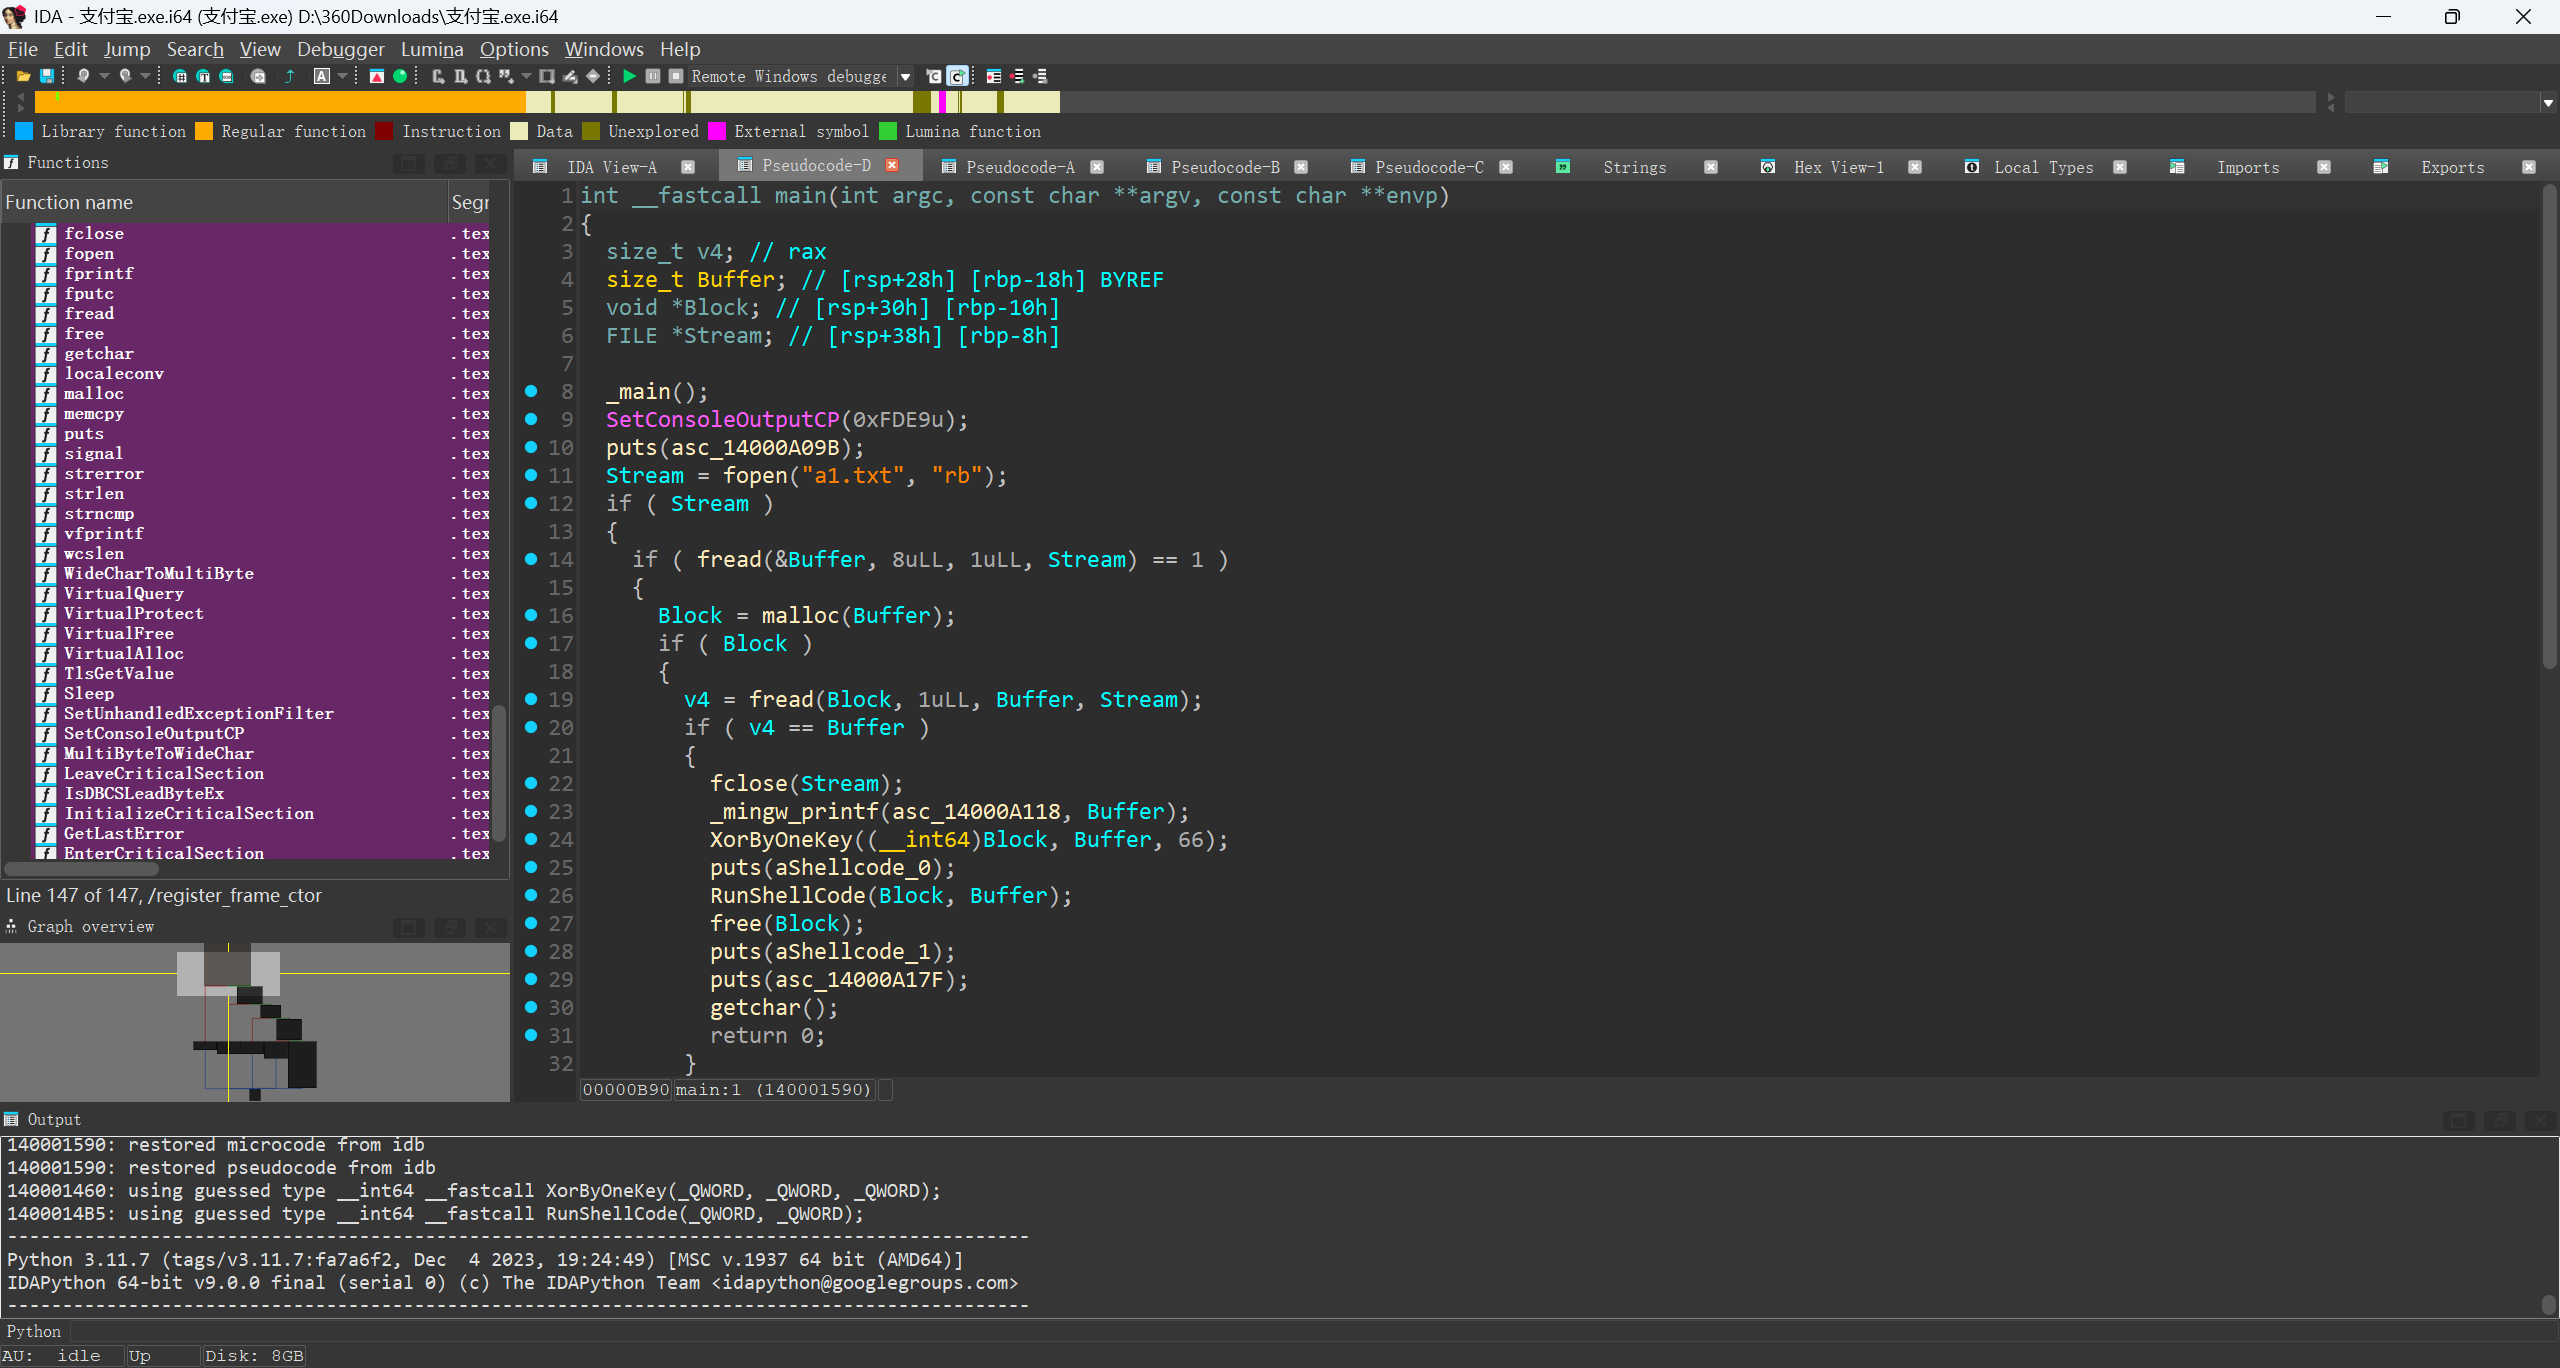 IDA - 支付宝.exe.i64 (支付宝.exe) D:\360Downloads\支付宝.exe.i64
File Edit Jump Search View Debugger Lumina Options Windows Help
Remote Windows debugge
Library function Regular function Instruction Data Unexplored External symbol Lumina function
Functions
Function name Segr
fclose .tex
fopen .tex
fprintf .tex
fputc .tex
fread .tex
free .tex
getchar .tex
localeconv .tex
malloc .tex
memcpy .tex
puts .tex
signal .tex
strerror .tex
strlen .tex
strncmp .tex
vfprintf .tex
wcslen .tex
WideCharToMultiByte .tex
VirtualQuery .tex
VirtualProtect .tex
VirtualFree .tex
VirtualAlloc .tex
TlsGetValue .tex
Sleep .tex
SetUnhandledExceptionFilter .tex
SetConsoleOutputCP .tex
MultiByteToWideChar .tex
LeaveCriticalSection .tex
IsDBCSLeadByteEx .tex
InitializeCriticalSection .tex
GetLastError .tex
EnterCriticalSection .tex
Line 147 of 147, /register_frame_ctor
Graph overview
IDA View-A Pseudocode-D Pseudocode-A Pseudocode-B Pseudocode-C Strings Hex View-1 Local Types Imports Exports
1 int __fastcall main(int argc, const char **argv, const char **envp)
2 {
3 size_t v4; // rax
4 size_t Buffer; // [rsp+28h] [rbp-18h] BYREF
5 void *Block; // [rsp+30h] [rbp-10h]
6 FILE *Stream; // [rsp+38h] [rbp-8h]
7
8 _main();
9 SetConsoleOutputCP(0xFDE9u);
10 puts(asc_14000A09B);
11 Stream = fopen("a1.txt", "rb");
12 if ( Stream )
13 {
14 if ( fread(&Buffer, 8uLL, 1uLL, Stream) == 1 )
15 {
16 Block = malloc(Buffer);
17 if ( Block )
18 {
19 v4 = fread(Block, 1uLL, Buffer, Stream);
20 if ( v4 == Buffer )
21 {
22 fclose(Stream);
23 _mingw_printf(asc_14000A118, Buffer);
24 XorByOneKey((__int64)Block, Buffer, 66);
25 puts(aShellcode_0);
26 RunShellCode(Block, Buffer);
27 free(Block);
28 puts(aShellcode_1);
29 puts(asc_14000A17F);
30 getchar();
31 return 0;
32 }
00000B90 main:1 (140001590)
Output
140001590: restored microcode from idb
140001590: restored pseudocode from idb
140001460: using guessed type __int64 __fastcall XorByOneKey(_QWORD, _QWORD, _QWORD);
1400014B5: using guessed type __int64 __fastcall RunShellCode(_QWORD, _QWORD);
---------------------------------------------------------------------------------------------
Python 3.11.7 (tags/v3.11.7:fa7a6f2, Dec  4 2023, 19:24:49) [MSC v.1937 64 bit (AMD64)]
IDAPython 64-bit v9.0.0 final (serial 0) (c) The IDAPython Team <idapython@googlegroups.com>
---------------------------------------------------------------------------------------------
Python
AU: idle Up Disk: 8GB